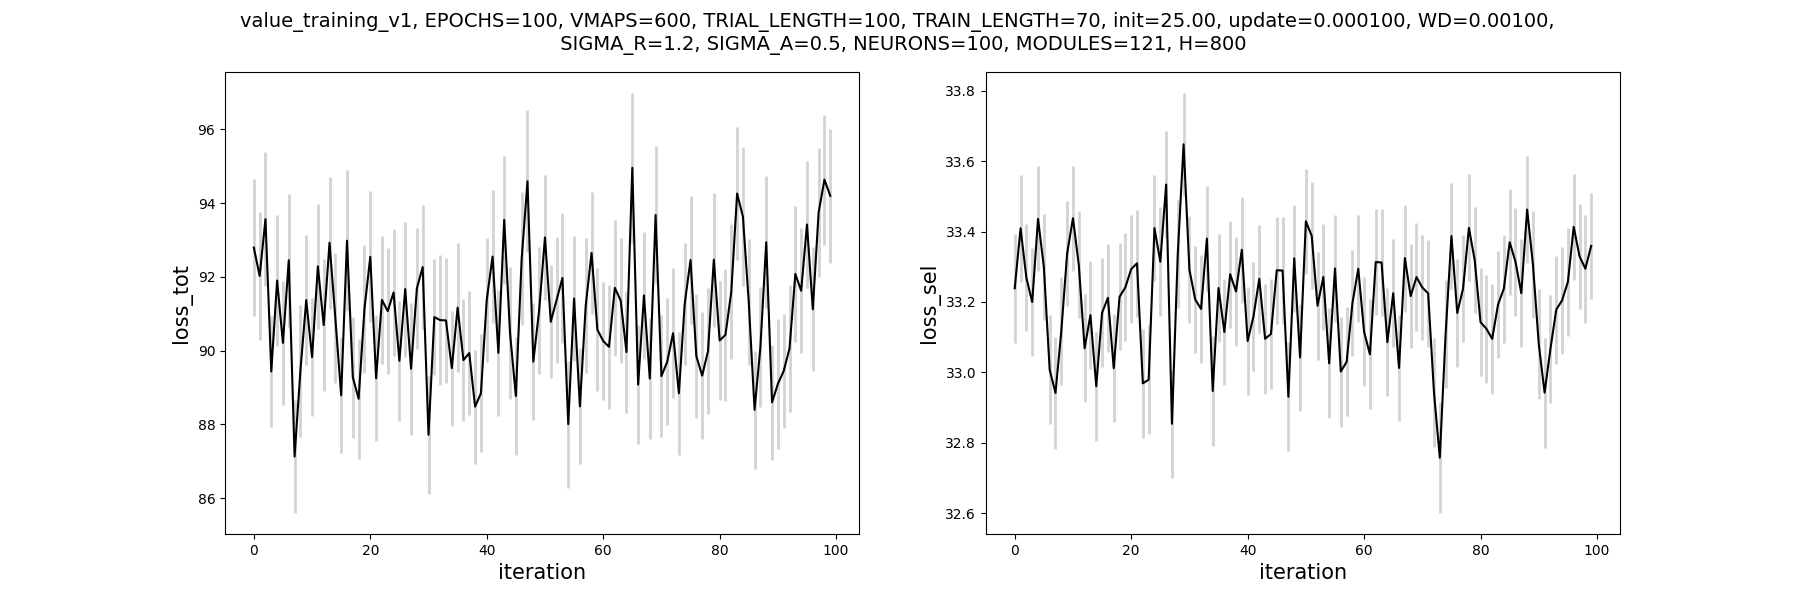 value_training_v1, EPOCHS=100, VMAPS=600, TRIAL_LENGTH=100, TRAIN_LENGTH=70, init=25.00, update=0.000100, WD=0.00100,
SIGMA_R=1.2, SIGMA_A=0.5, NEURONS=100, MODULES=121, H=800
loss_tot
96
94
92
90
88
86
0 20 40 60 80 100
iteration
loss_sel
33.8
33.6
33.4
33.2
33.0
32.8
32.6
0 20 40 60 80 100
iteration